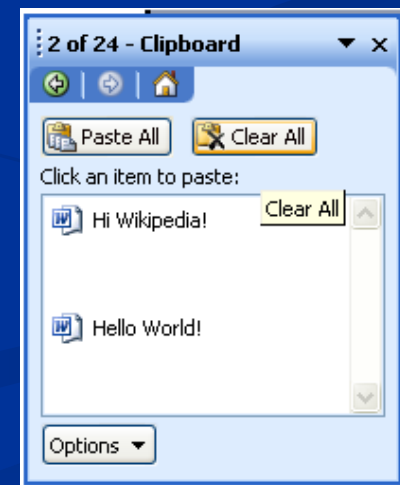 2 of 24 - Clipboard
Paste All Clear All
Click an item to paste:
Clear All
Hi Wikipedia!
Hello World!
Options